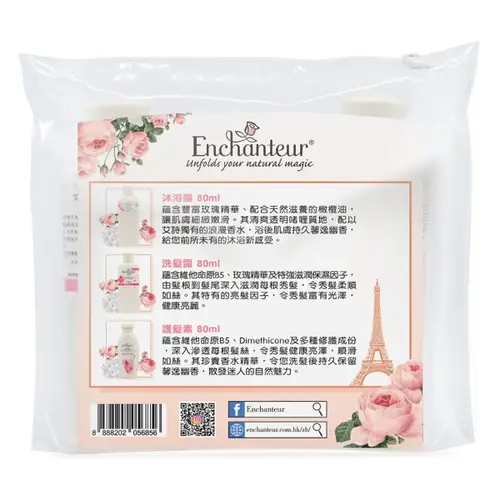 Enchanteur®
Unfolds your natural magic
沐浴露 80ml
蘊含豐富玫瑰精華、配合天然滋養的橄欖油，
讓肌膚細緻嫩滑。其清爽透明啫喱質地，配以
艾詩獨有的浪漫香水，浴後肌膚持久馨逸幽香，
給您前所未有的沐浴新感受。
洗髮露 80ml
蘊含維他命原B5、玫瑰精華及特強滋潤保濕因子，
由髮根到髮尾深入滋潤每根秀髮，令秀髮柔順
如絲。其特有的亮髮因子，令秀髮富有光澤，
健康亮麗。
護髮素 80ml
蘊含維他命原B5、Dimethicone及多種修護成份
，深入滲透每根髮絲，令秀髮健康亮澤，順滑
如絲。其珍貴香水精華，令您洗髮後持久保留
馨逸幽香，散發迷人的自然魅力。
8 888202 056856
Enchanteur
enchanteur.com.hk/zh/